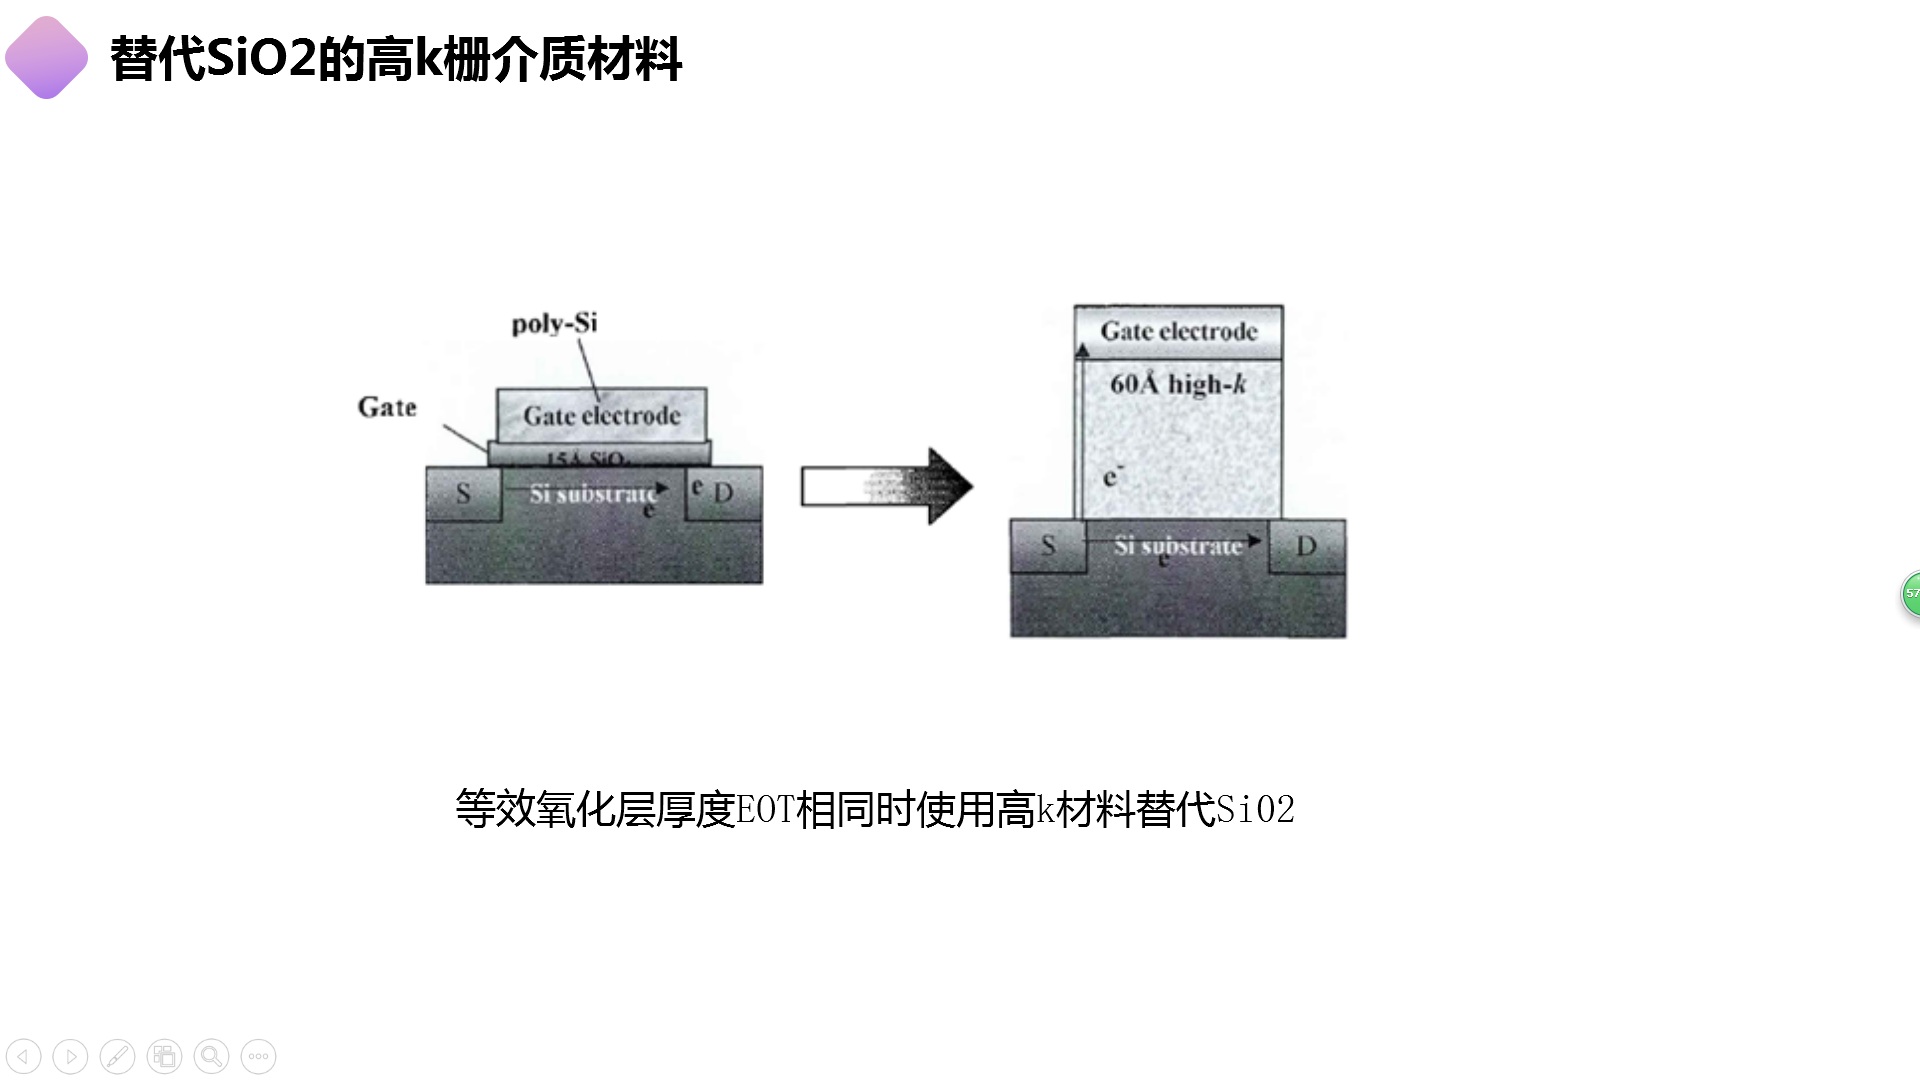 替代SiO2的高k栅介质材料
poly-Si
Gate
Gate electrode
15Å SiO2
S
Si substrate
e
D
e
Gate electrode
60Å high-k
e-
S
Si substrate
D
e
等效氧化层厚度EOT相同时使用高k材料替代SiO2
57